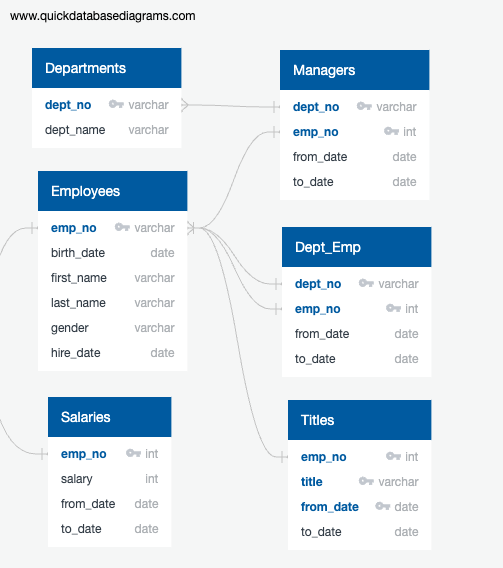 www.quickdatabasediagrams.com
Departments
dept_no varchar
dept_name varchar
Managers
dept_no varchar
emp_no int
from_date date
to_date date
Employees
emp_no varchar
birth_date date
first_name varchar
last_name varchar
gender varchar
hire_date date
Dept_Emp
dept_no varchar
emp_no int
from_date date
to_date date
Salaries
emp_no int
salary int
from_date date
to_date date
Titles
emp_no int
title varchar
from_date date
to_date date